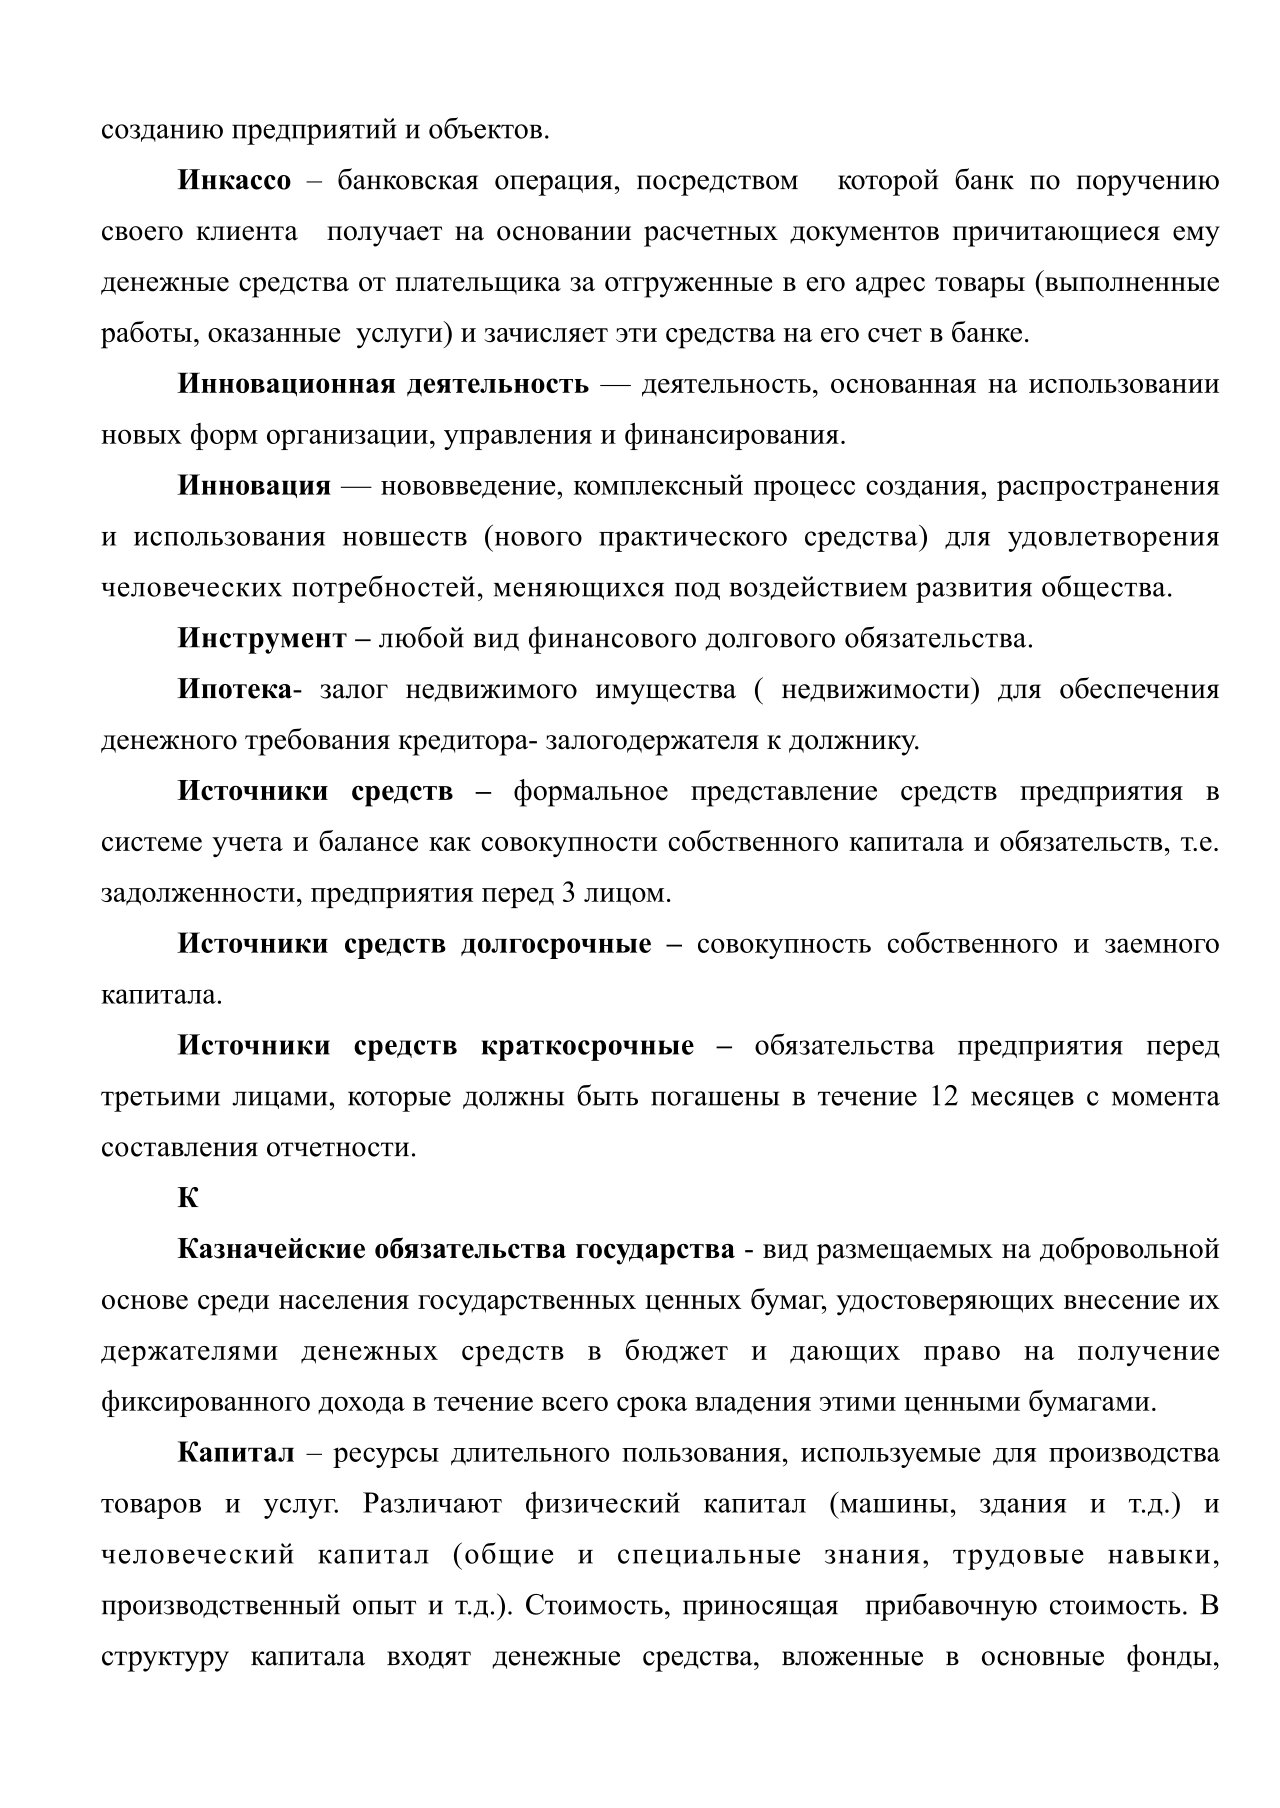 созданию предприятий и объектов.
Инкассо – банковская операция, посредством которой банк по поручению
своего клиента получает на основании расчетных документов причитающиеся ему
денежные средства от плательщика за отгруженные в его адрес товары (выполненные
работы, оказанные услуги) и зачисляет эти средства на его счет в банке.
Инновационная деятельность — деятельность, основанная на использовании
новых форм организации, управления и финансирования.
Инновация — нововведение, комплексный процесс создания, распространения
и использования новшеств (нового практического средства) для удовлетворения
человеческих потребностей, меняющихся под воздействием развития общества.
Инструмент – любой вид финансового долгового обязательства.
Ипотека- залог недвижимого имущества ( недвижимости) для обеспечения
денежного требования кредитора- залогодержателя к должнику.
Источники средств – формальное представление средств предприятия в
системе учета и балансе как совокупности собственного капитала и обязательств, т.е.
задолженности, предприятия перед 3 лицом.
Источники средств долгосрочные – совокупность собственного и заемного
капитала.
Источники средств краткосрочные – обязательства предприятия перед
третьими лицами, которые должны быть погашены в течение 12 месяцев с момента
составления отчетности.
К
Казначейские обязательства государства - вид размещаемых на добровольной
основе среди населения государственных ценных бумаг, удостоверяющих внесение их
держателями денежных средств в бюджет и дающих право на получение
фиксированного дохода в течение всего срока владения этими ценными бумагами.
Капитал – ресурсы длительного пользования, используемые для производства
товаров и услуг. Различают физический капитал (машины, здания и т.д.) и
человеческий капитал (общие и специальные знания, трудовые навыки,
производственный опыт и т.д.). Стоимость, приносящая прибавочную стоимость. В
структуру капитала входят денежные средства, вложенные в основные фонды,